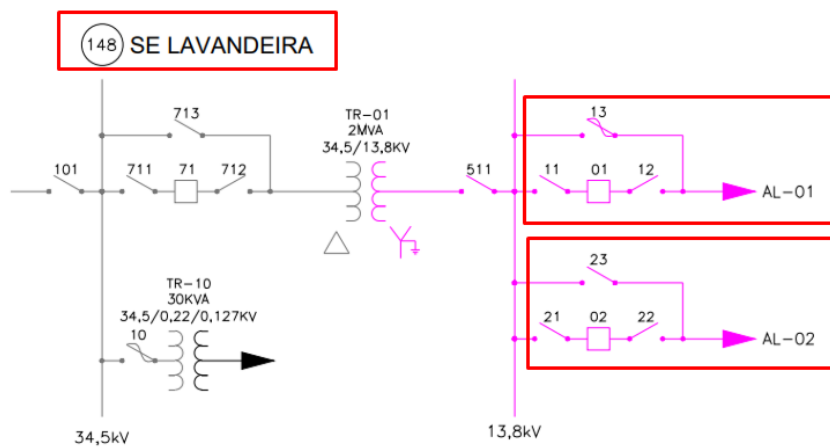 148 SE LAVANDEIRA
713
TR-01
2MVA
34,5/13,8KV
13
101
711
71
712
511
11
01
12
AL-01
TR-10
30KVA
34,5/0,22/0,127KV
10
23
21
02
22
AL-02
34,5kV
13,8kV